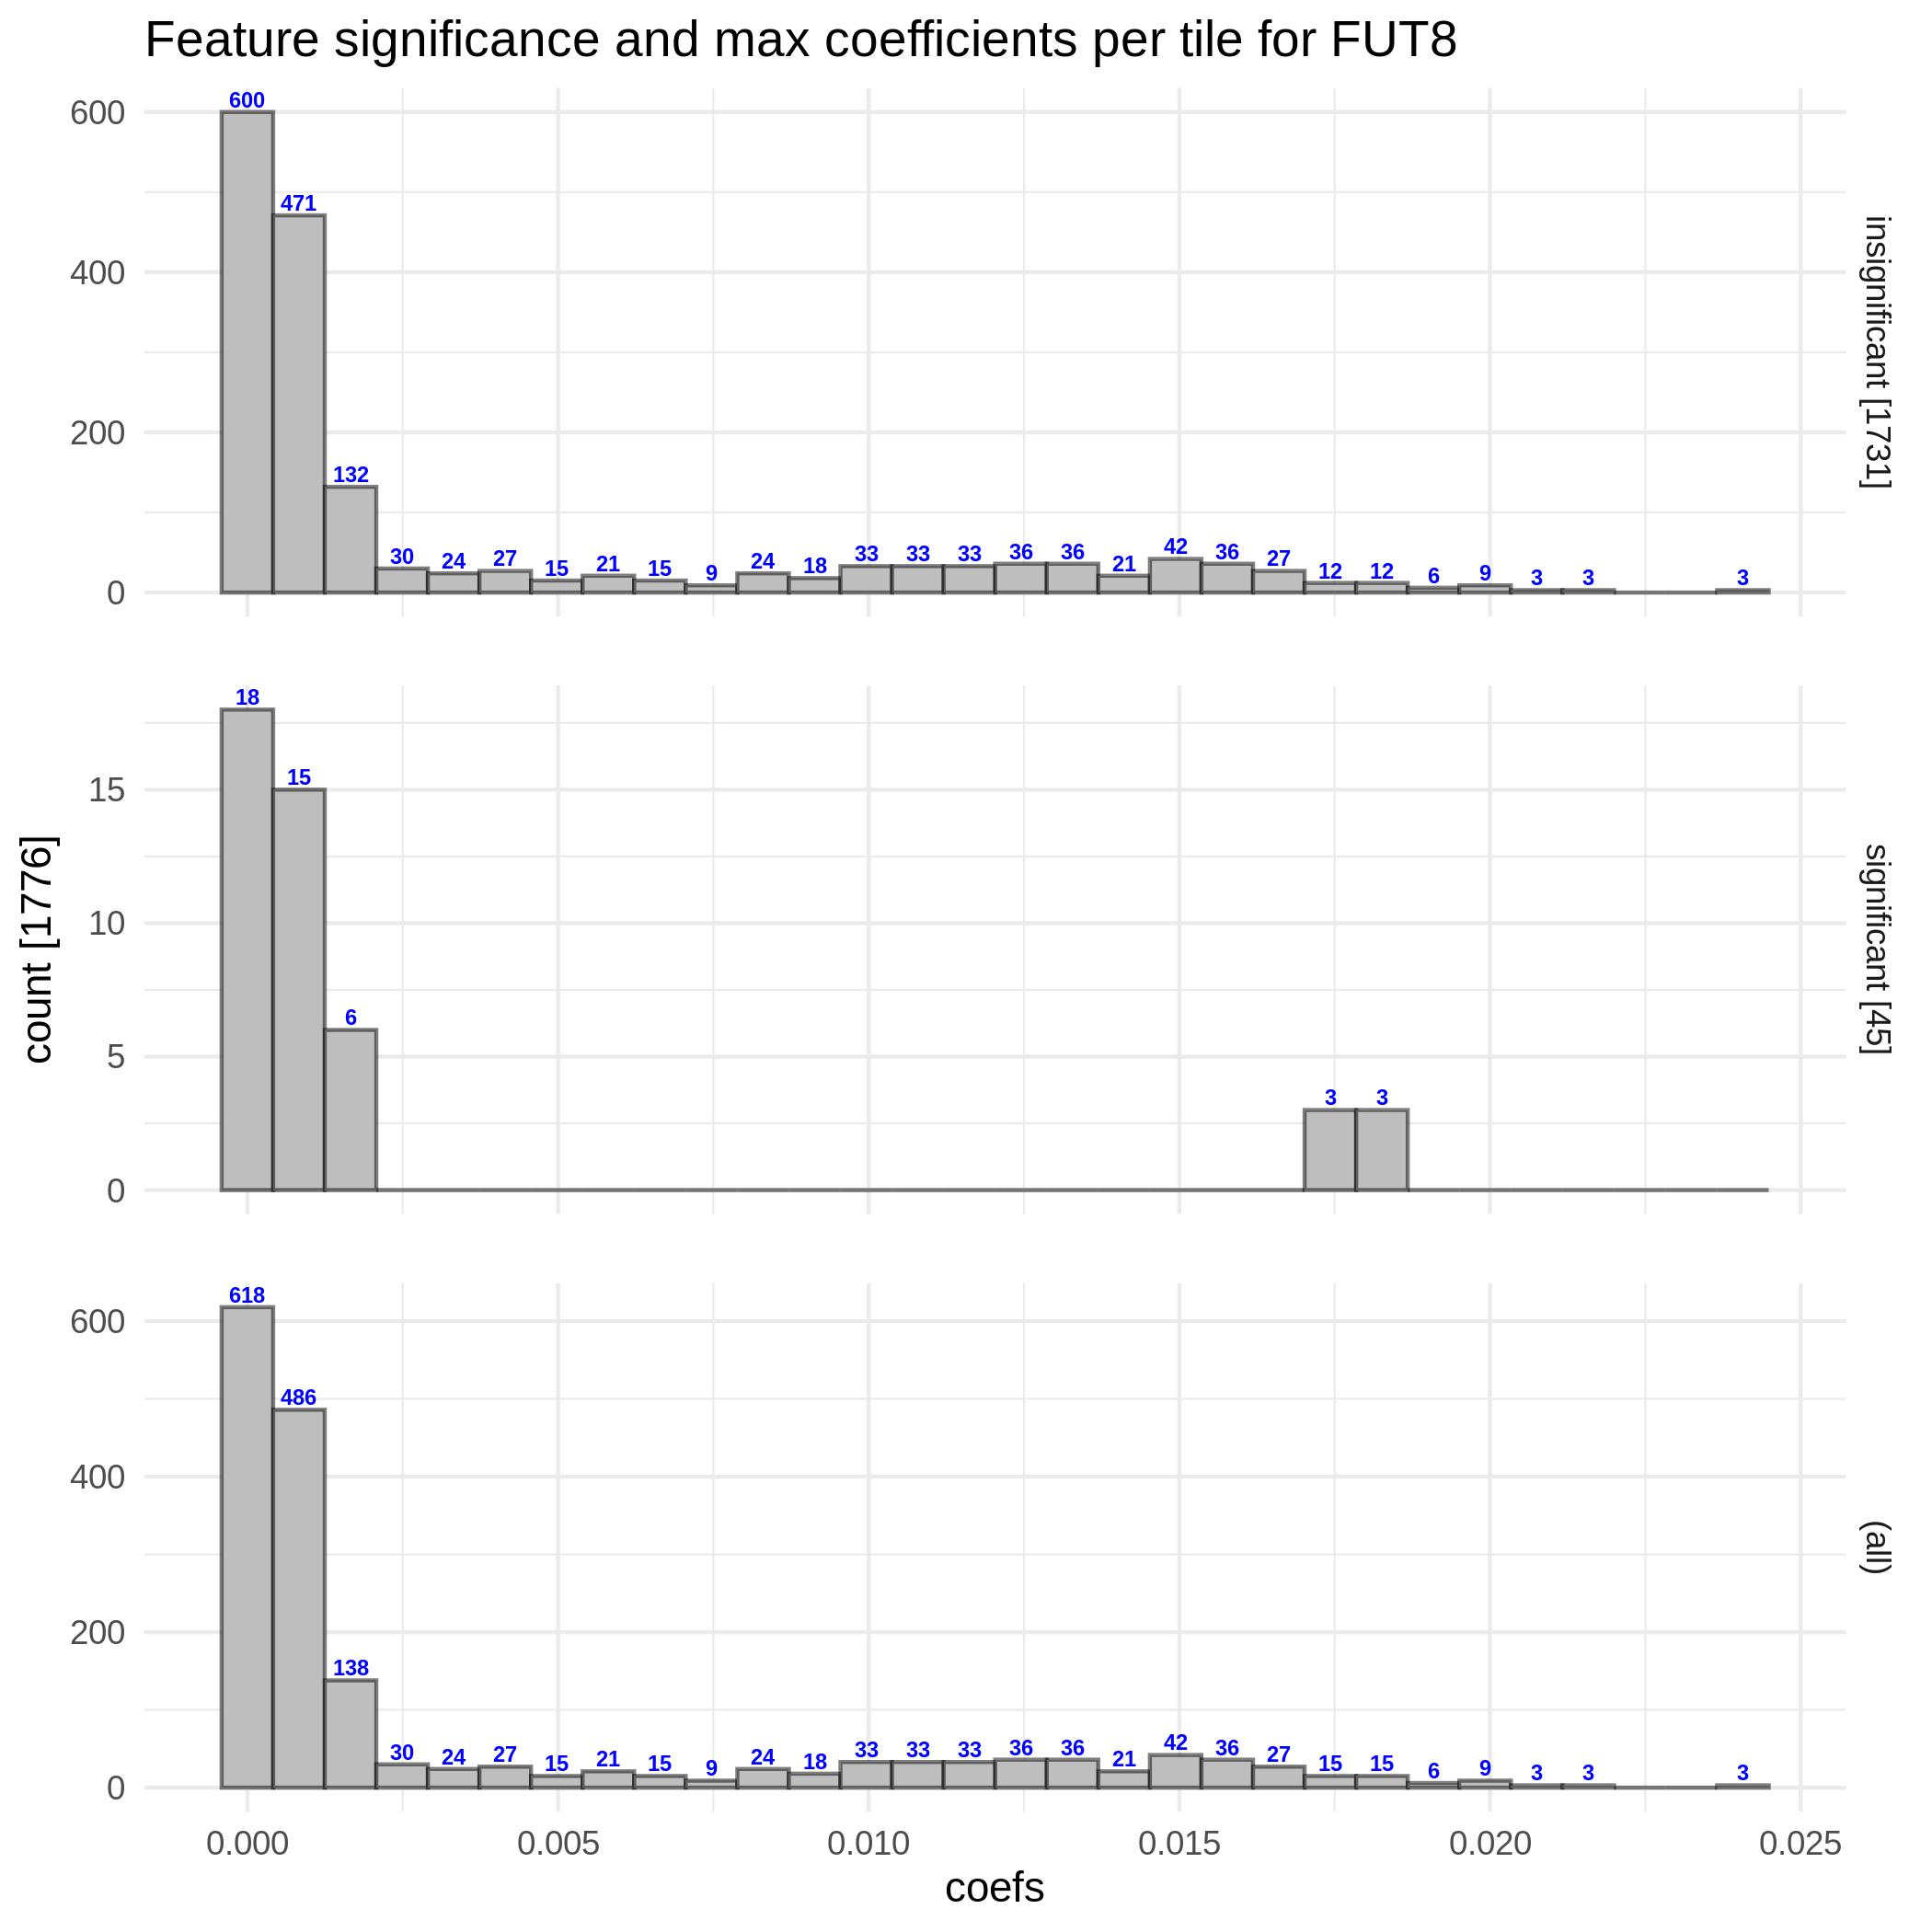 Feature significance and max coefficients per tile for FUT8
600
471
132
30 24 27 15 21 15 9 24 18 33 33 33 36 36 21 42 36 27 12 12 6 9 3 3 3
600
400
200
0
insignificant [1731]
18
15
6
3 3
15
10
5
0
significant [45]
count [1776]
618
486
138
30 24 27 15 21 15 9 24 18 33 33 33 36 36 21 42 36 27 15 15 6 9 3 3 3
600
400
200
0
(all)
0.000 0.005 0.010 0.015 0.020 0.025
coefs